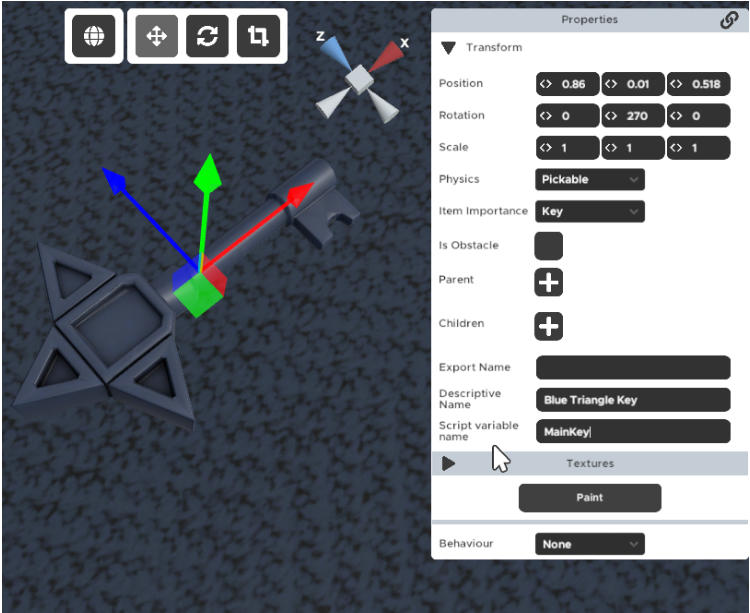 Properties
Z
X
Transform
Position <> 0.86 <> 0.01 <> 0.518
Rotation <> 0 <> 270 <> 0
Scale <> 1 <> 1 <> 1
Physics Pickable
Item Importance Key
Is Obstacle
Parent
Children
Export Name
Descriptive
Name
Blue Triangle Key
Script variable
name
MainKey
Textures
Paint
Behaviour None